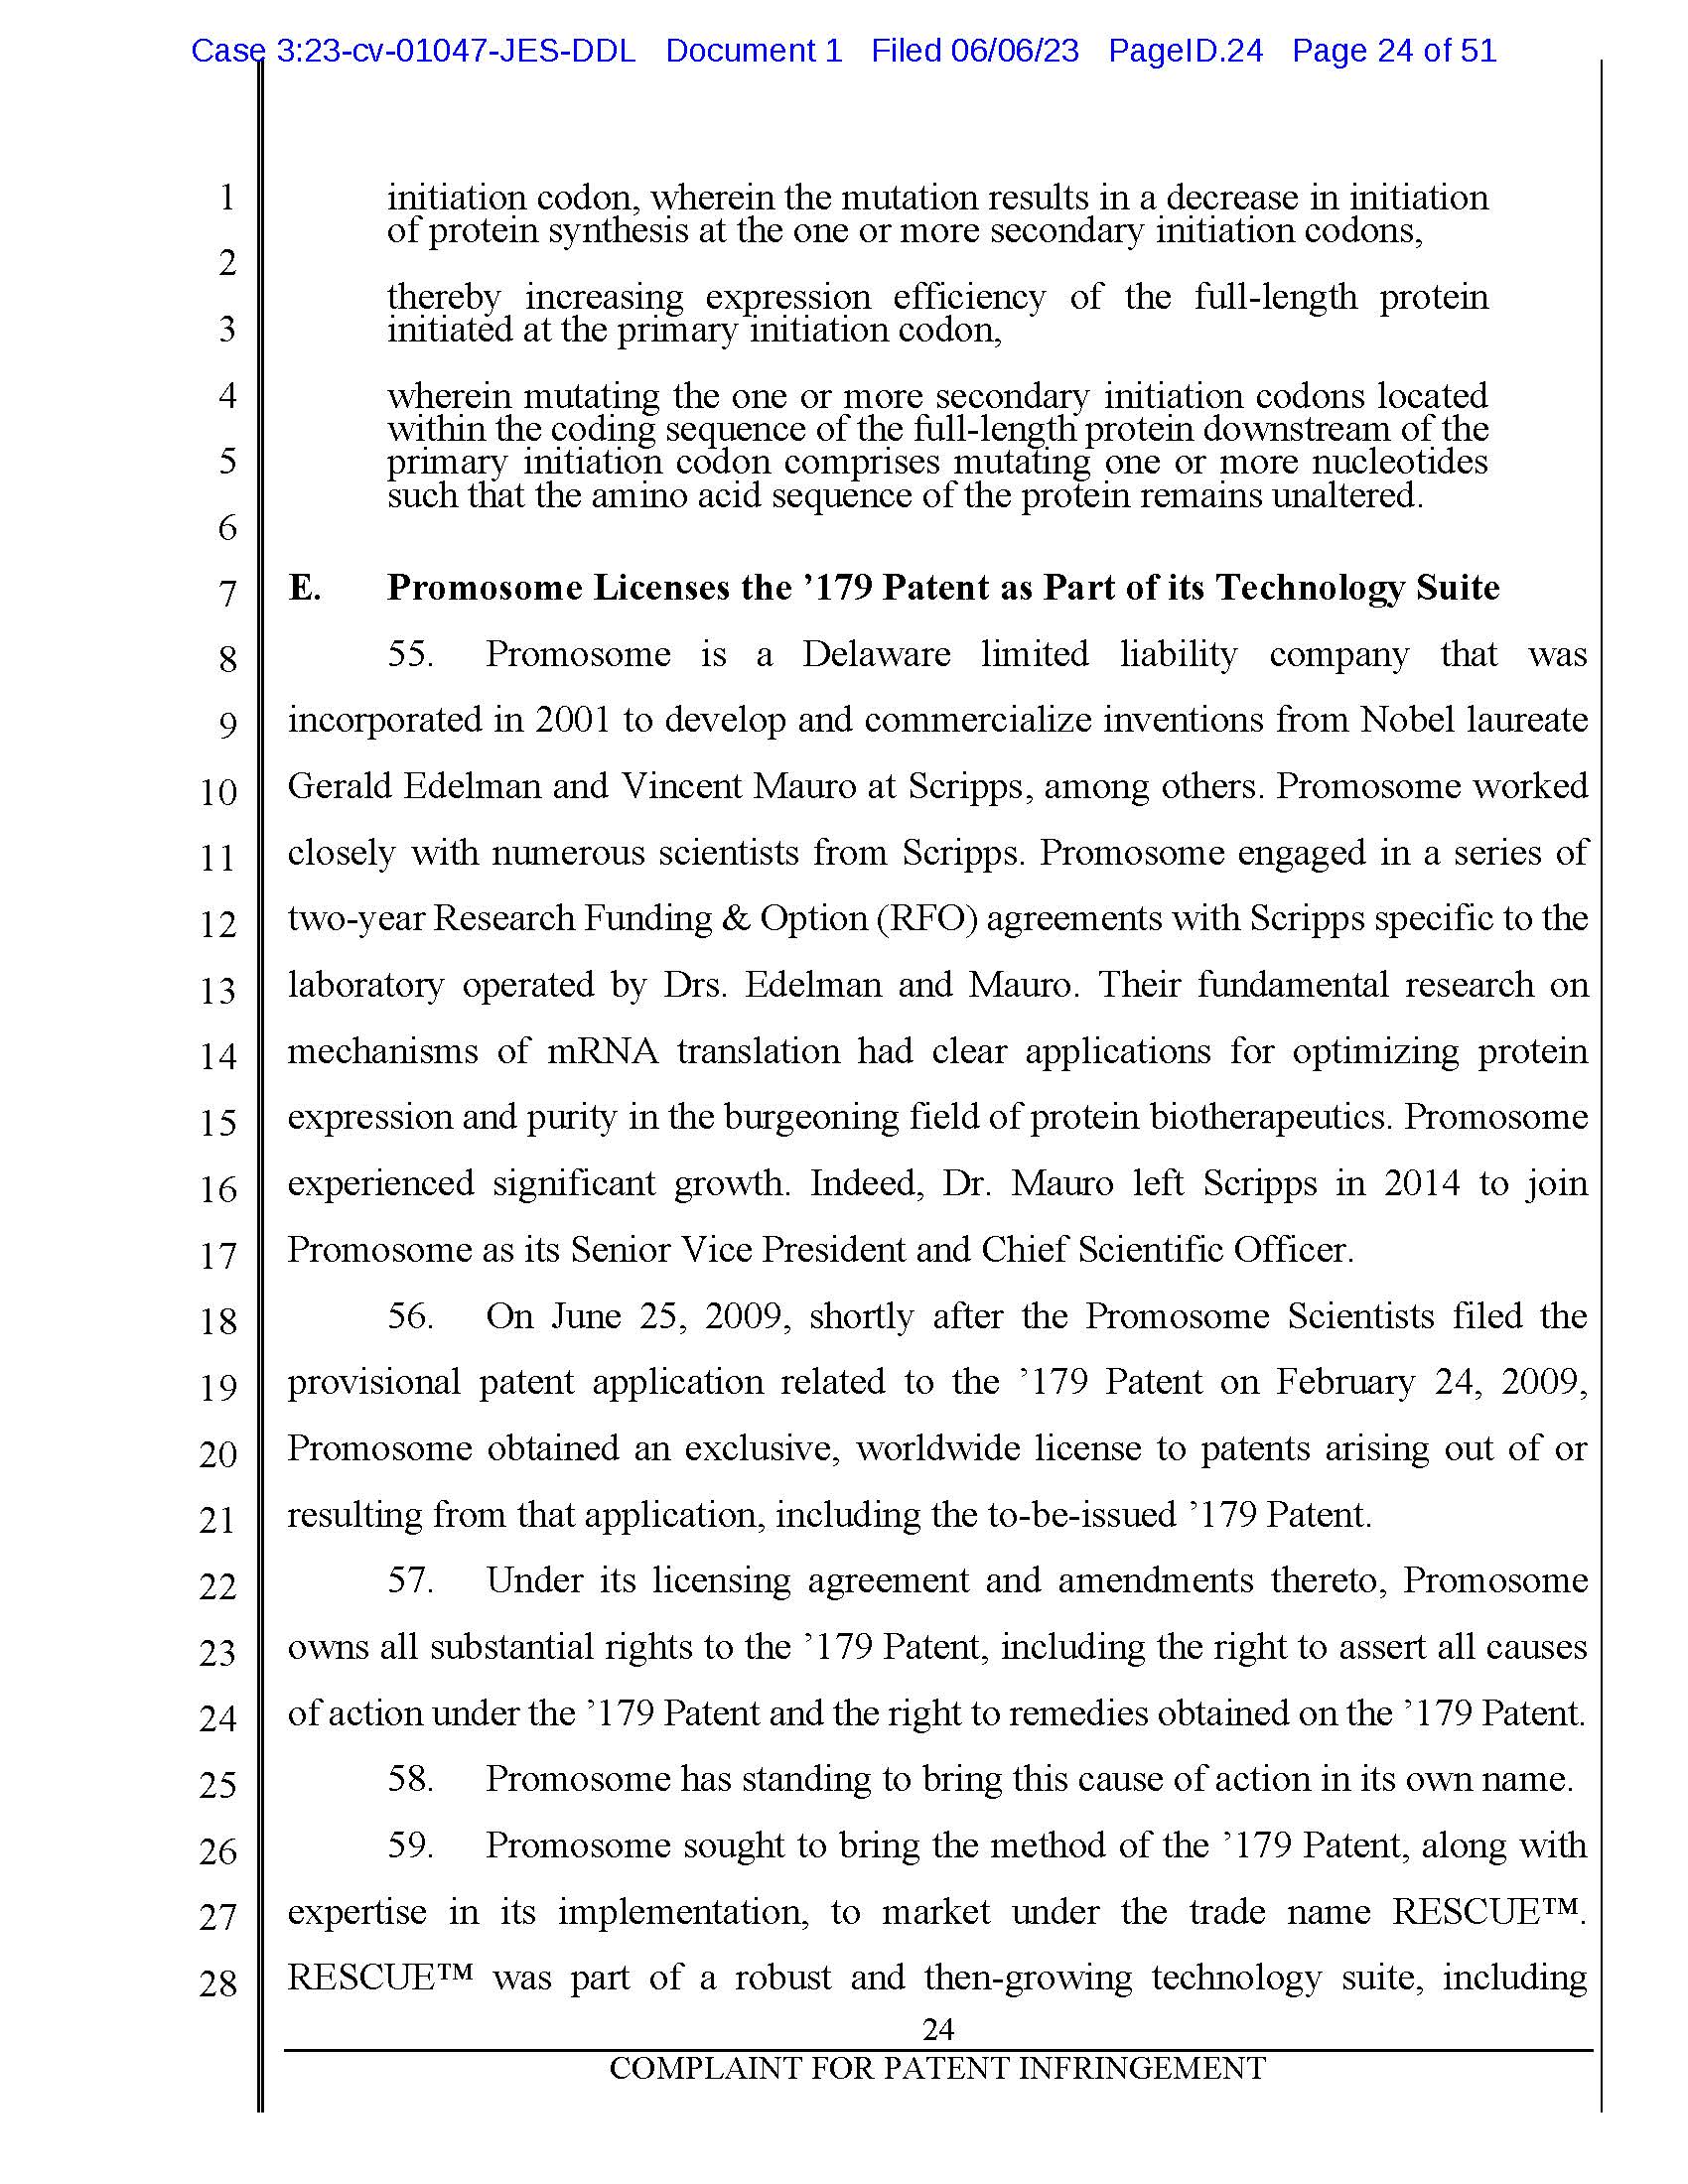 Case 3:23-cv-01047-JES-DDL Document 1 Filed 06/06/23 PageID.24 Page 24 of 51
1 initiation codon, wherein the mutation results in a decrease in initiation
of protein synthesis at the one or more secondary initiation codons,
2
thereby increasing expression efficiency of the full-length protein
3 initiated at the primary initiation codon,
4 wherein mutating the one or more secondary initiation codons located
within the coding sequence of the full-length protein downstream of the
5 primary initiation codon comprises mutating one or more nucleotides
such that the amino acid sequence of the protein remains unaltered.
6
7 E. Promosome Licenses the ’179 Patent as Part of its Technology Suite
8 55. Promosome is a Delaware limited liability company that was
9 incorporated in 2001 to develop and commercialize inventions from Nobel laureate
10 Gerald Edelman and Vincent Mauro at Scripps, among others. Promosome worked
11 closely with numerous scientists from Scripps. Promosome engaged in a series of
12 two-year Research Funding & Option (RFO) agreements with Scripps specific to the
13 laboratory operated by Drs. Edelman and Mauro. Their fundamental research on
14 mechanisms of mRNA translation had clear applications for optimizing protein
15 expression and purity in the burgeoning field of protein biotherapeutics. Promosome
16 experienced significant growth. Indeed, Dr. Mauro left Scripps in 2014 to join
17 Promosome as its Senior Vice President and Chief Scientific Officer.
18 56. On June 25, 2009, shortly after the Promosome Scientists filed the
19 provisional patent application related to the ’179 Patent on February 24, 2009,
20 Promosome obtained an exclusive, worldwide license to patents arising out of or
21 resulting from that application, including the to-be-issued ’179 Patent.
22 57. Under its licensing agreement and amendments thereto, Promosome
23 owns all substantial rights to the ’179 Patent, including the right to assert all causes
24 of action under the ’179 Patent and the right to remedies obtained on the ’179 Patent.
25 58. Promosome has standing to bring this cause of action in its own name.
26 59. Promosome sought to bring the method of the ’179 Patent, along with
27 expertise in its implementation, to market under the trade name RESCUE™.
28 RESCUE™ was part of a robust and then-growing technology suite, including
24
COMPLAINT FOR PATENT INFRINGEMENT